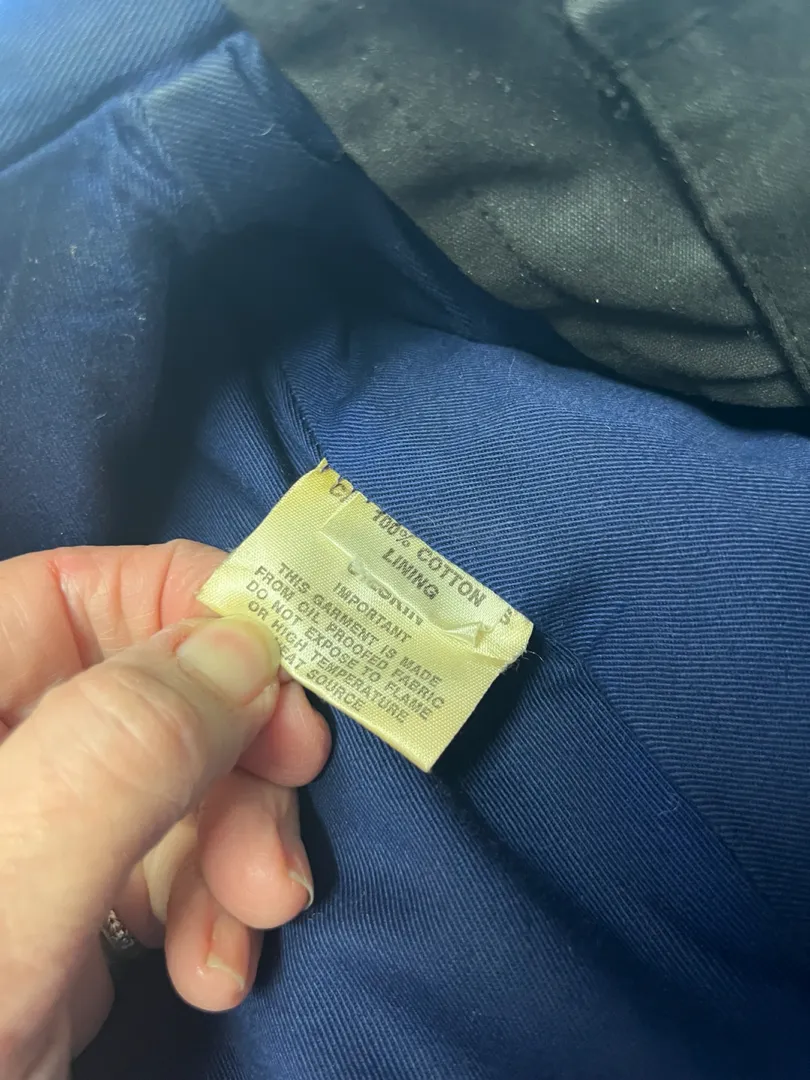 100% COTTON
LINING
IMPORTANT
THIS GARMENT IS MADE
FROM OIL PROOFED FABRIC
DO NOT EXPOSE TO FLAME
OR HIGH TEMPERATURE
HEAT SOURCE